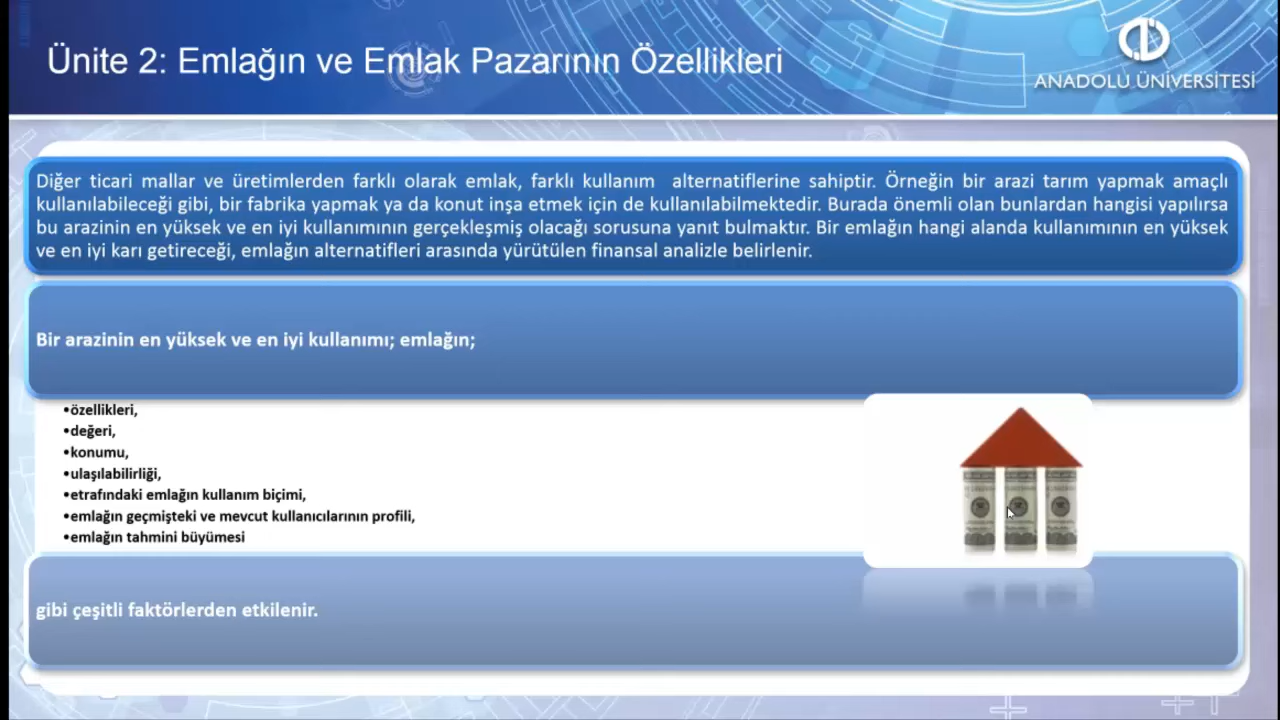 Ünite 2: Emlağın ve Emlak Pazarının Özellikleri
ANADOLU ÜNİVERSİTESİ
Diğer ticari mallar ve üretimlerden farklı olarak emlak, farklı kullanım alternatiflerine sahiptir. Örneğin bir arazi tarım yapmak amaçlı
kullanılabileceği gibi, bir fabrika yapmak ya da konut inşa etmek için de kullanılabilmektedir. Burada önemli olan bunlardan hangisi yapılırsa
bu arazinin en yüksek ve en iyi kullanımının gerçekleşmiş olacağı sorusuna yanıt bulmaktır. Bir emlağın hangi alanda kullanımının en yüksek
ve en iyi karı getireceği, emlağın alternatifleri arasında yürütülen finansal analizle belirlenir.
Bir arazinin en yüksek ve en iyi kullanımı; emlağın;
•özellikleri,
•değeri,
•konumu,
•ulaşılabilirliği,
•etrafındaki emlağın kullanım biçimi,
•emlağın geçmişteki ve mevcut kullanıcılarının profili,
•emlağın tahmini büyümesi
gibi çeşitli faktörlerden etkilenir.